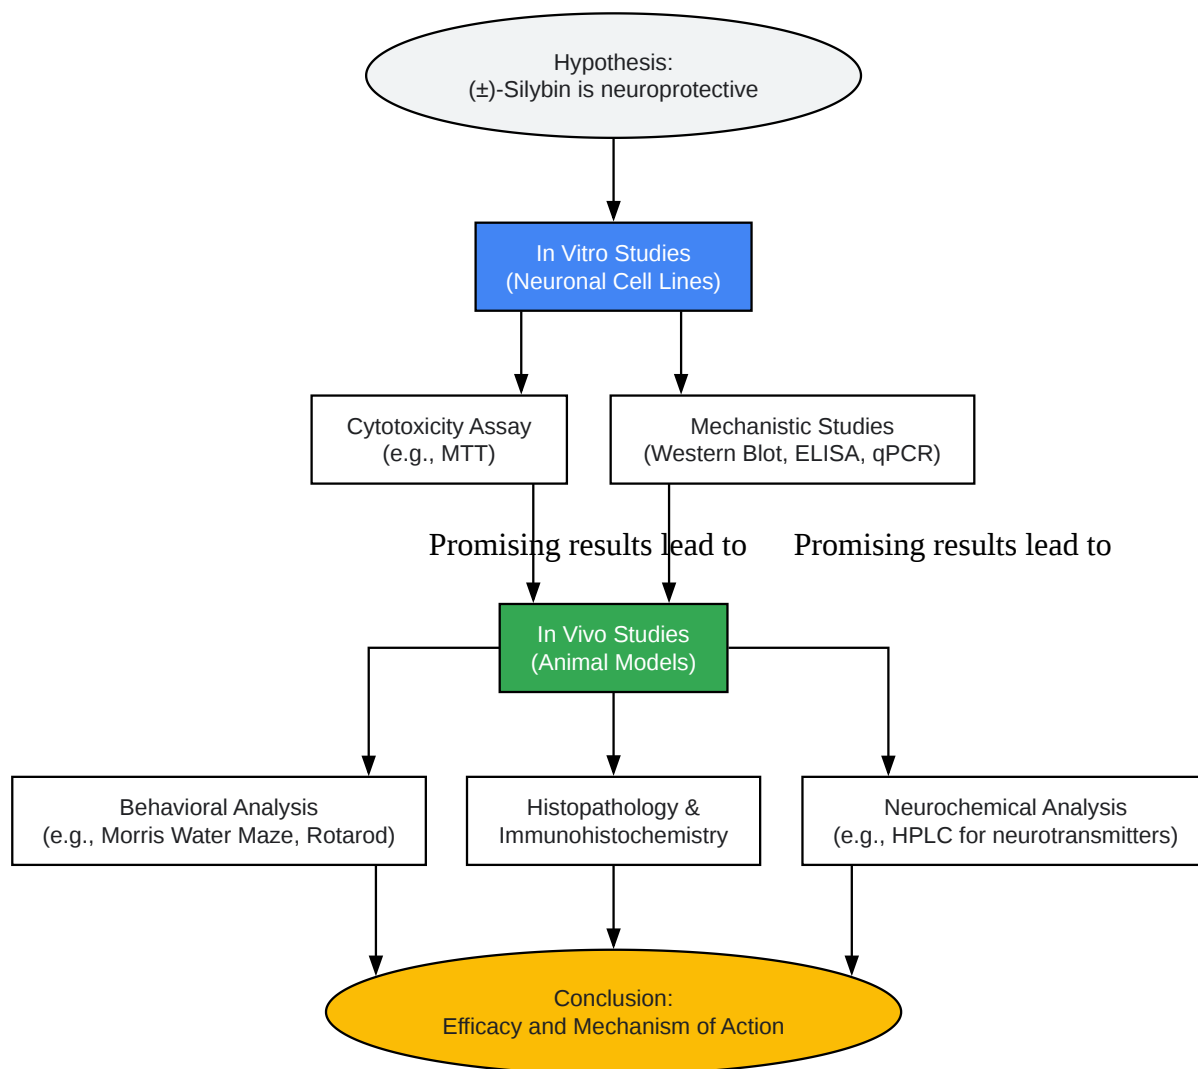 Hypothesis:
(±)-Silybin is neuroprotective
In Vitro Studies
(Neuronal Cell Lines)
Cytotoxicity Assay
(e.g., MTT)
Mechanistic Studies
(Western Blot, ELISA, qPCR)
Promising results lead to
Promising results lead to
In Vivo Studies
(Animal Models)
Behavioral Analysis
(e.g., Morris Water Maze, Rotarod)
Histopathology &
Immunohistochemistry
Neurochemical Analysis
(e.g., HPLC for neurotransmitters)
Conclusion:
Efficacy and Mechanism of Action